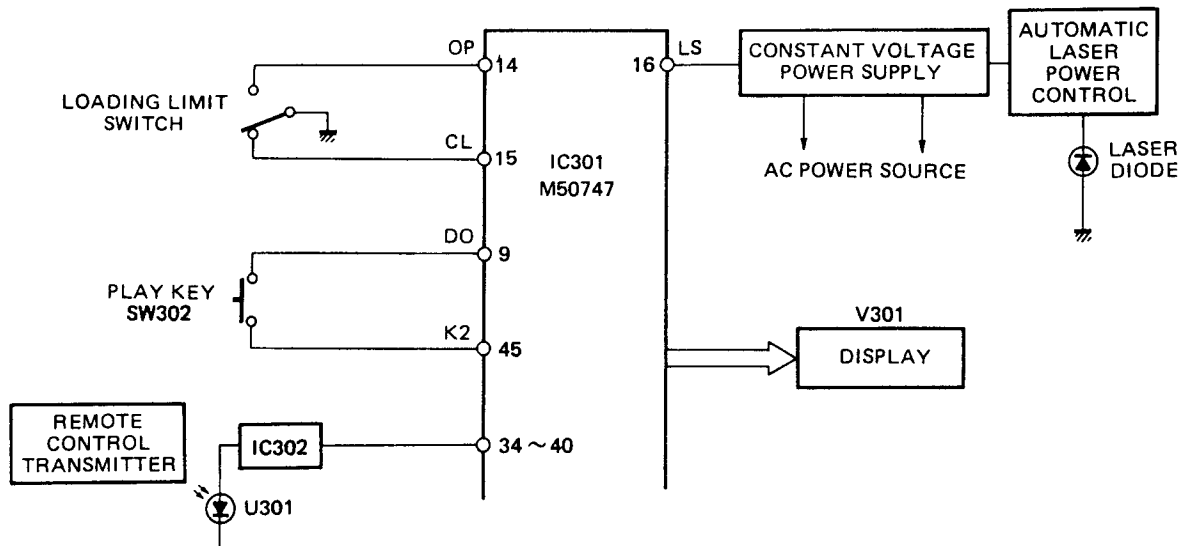 OP
14
LOADING LIMIT
SWITCH
CL
15
IC301
M50747
16
LS
CONSTANT VOLTAGE
POWER SUPPLY
AUTOMATIC
LASER
POWER
CONTROL
AC POWER SOURCE
LASER
DIODE
DO
9
PLAY KEY
SW302
K2
45
V301
DISPLAY
REMOTE
CONTROL
TRANSMITTER
IC302
34 ~ 40
U301